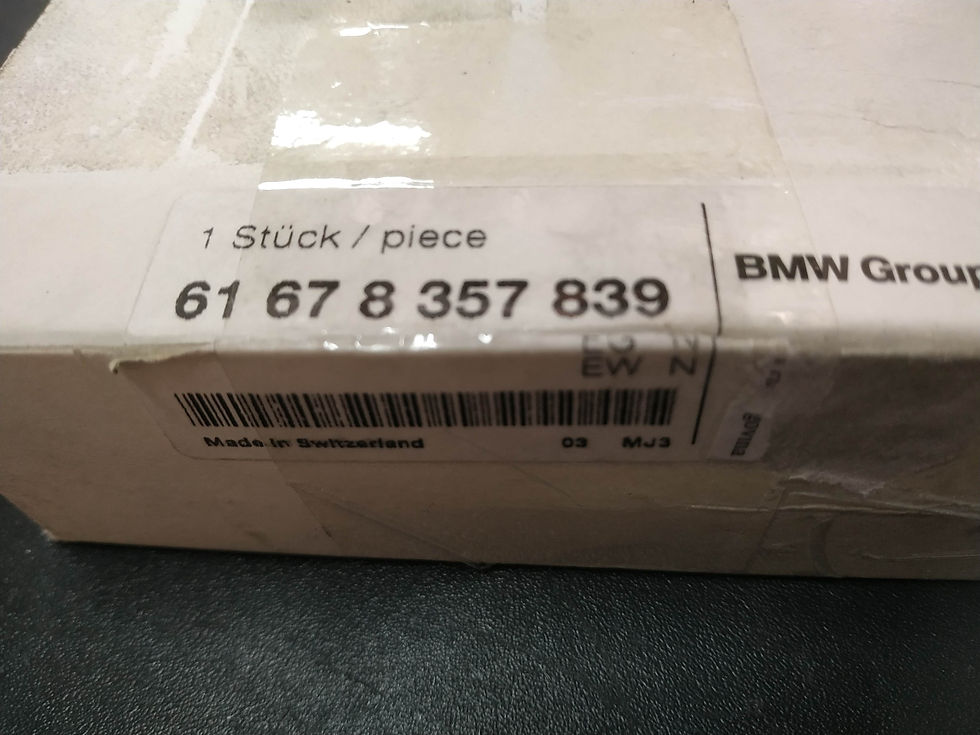 1 Stück / piece
61 67 8 357 839
BMW Group
EW N
Made in Switzerland 03 MJ3